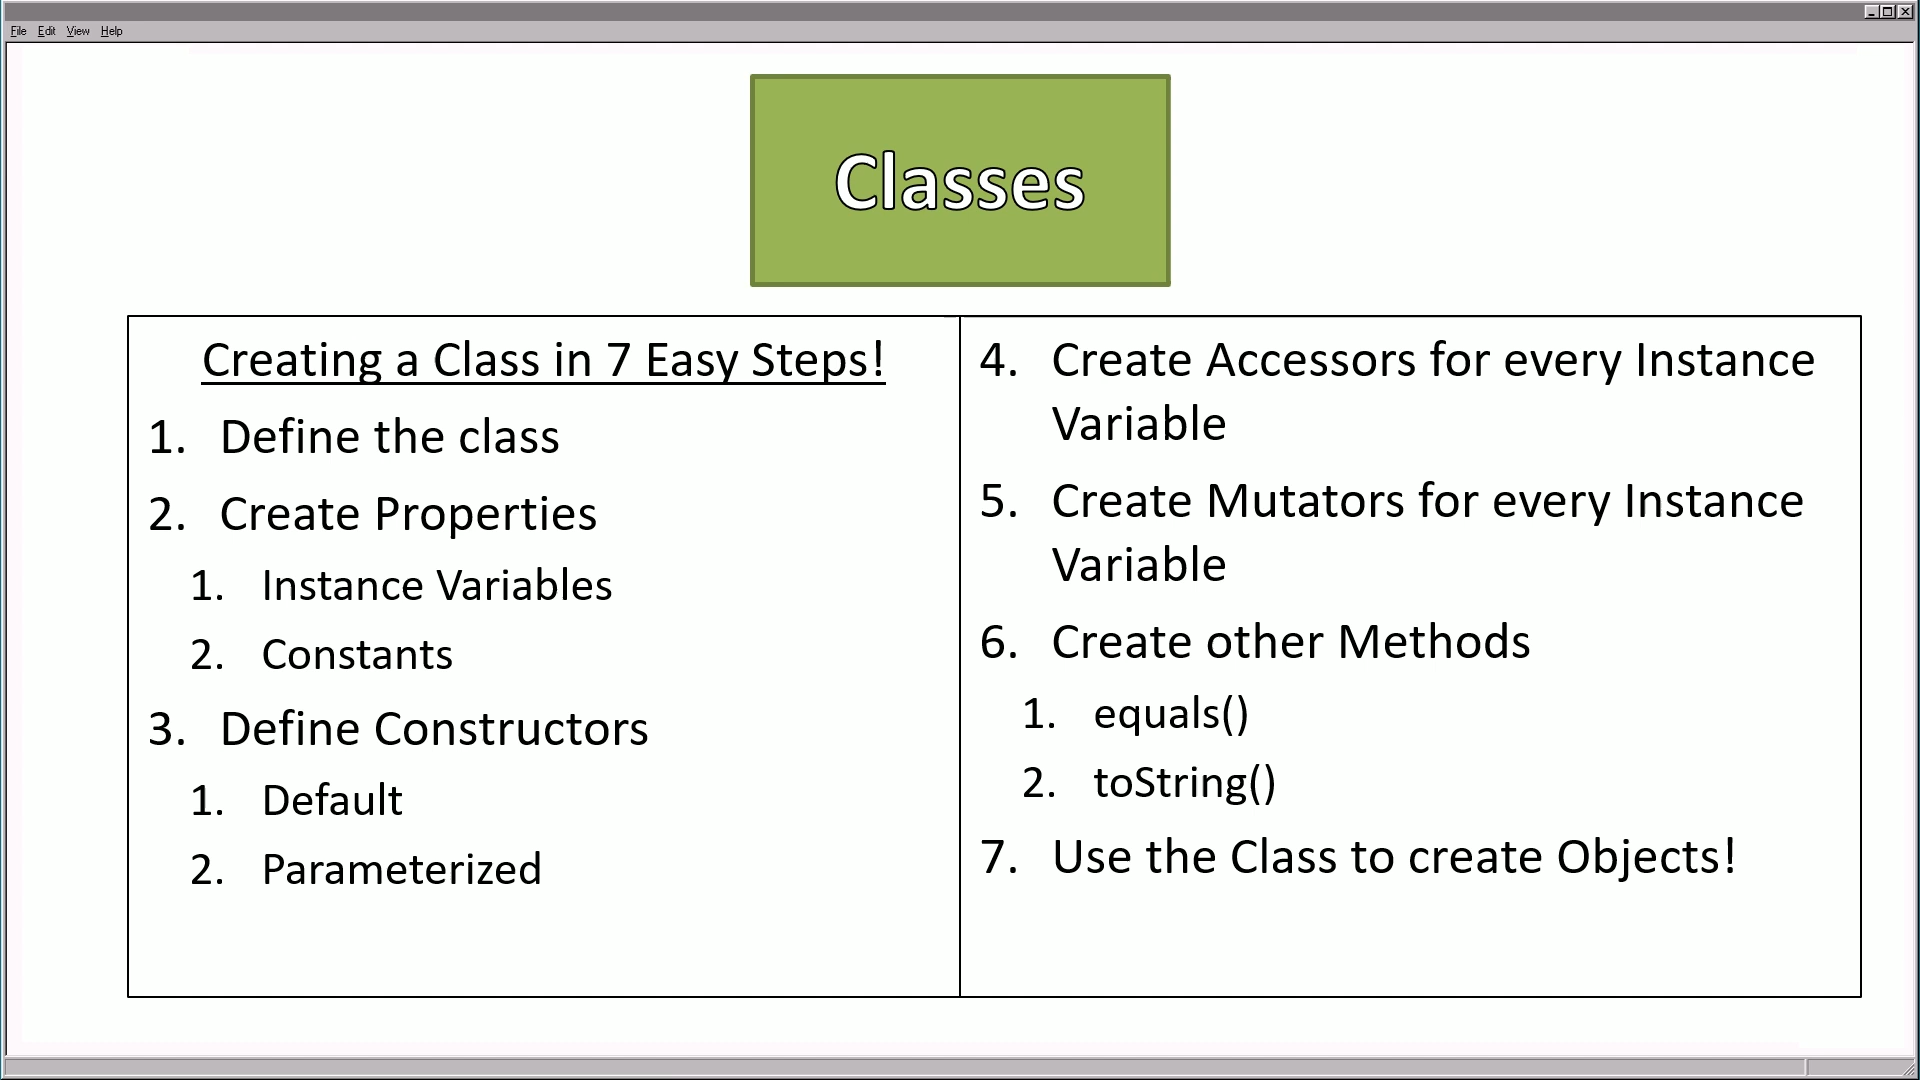 File Edit View Help
Classes
Creating a Class in 7 Easy Steps!
1. Define the class
2. Create Properties
1. Instance Variables
2. Constants
3. Define Constructors
1. Default
2. Parameterized
4. Create Accessors for every Instance
Variable
5. Create Mutators for every Instance
Variable
6. Create other Methods
1. equals()
2. toString()
7. Use the Class to create Objects!